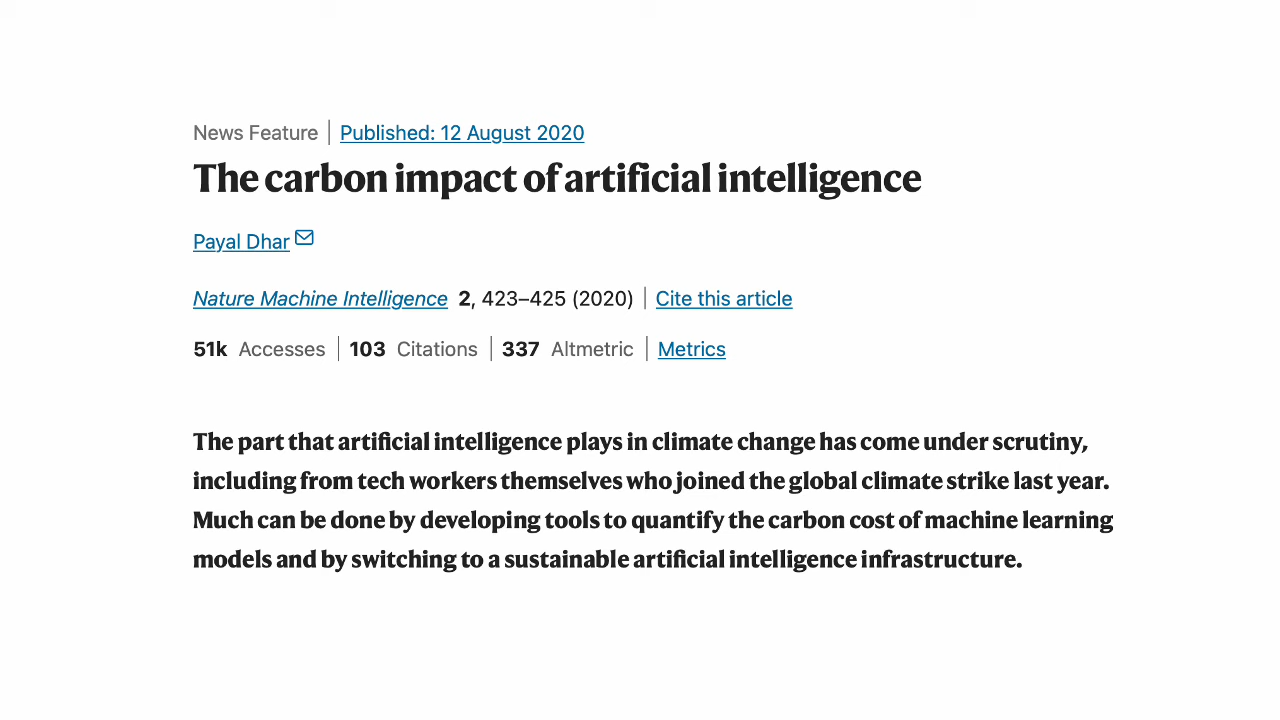 News Feature | Published: 12 August 2020
The carbon impact of artificial intelligence
Payal Dhar
Nature Machine Intelligence 2, 423–425 (2020) | Cite this article
51k Accesses | 103 Citations | 337 Altmetric | Metrics
The part that artificial intelligence plays in climate change has come under scrutiny,
including from tech workers themselves who joined the global climate strike last year.
Much can be done by developing tools to quantify the carbon cost of machine learning
models and by switching to a sustainable artificial intelligence infrastructure.